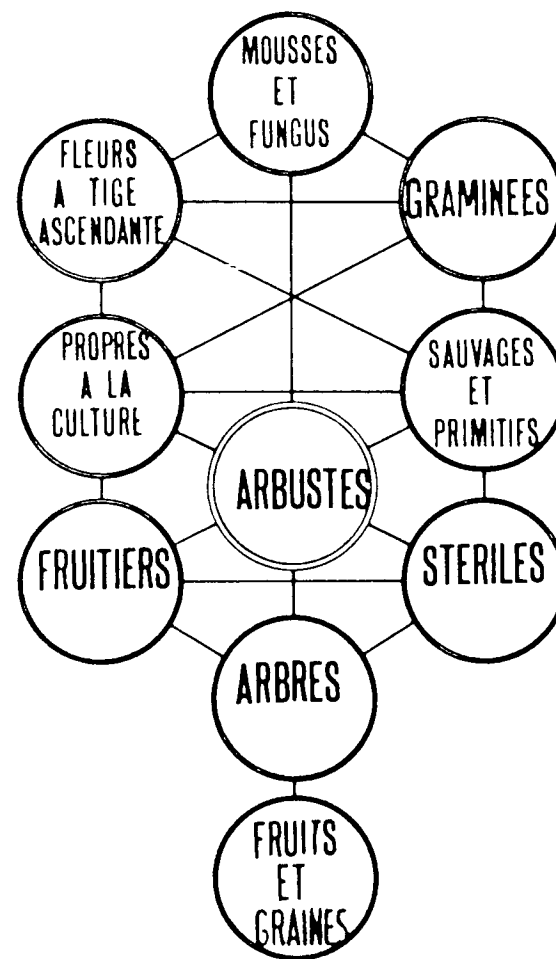 MOUSSES
ET
FUNGUS
FLEURS
A TIGE
ASCENDANTE
GRAMINEES
PROPRES
A LA
CULTURE
SAUVAGES
ET
PRIMITIFS
ARBUSTES
FRUITIERS
STERILES
ARBRES
FRUITS
ET
GRAINES